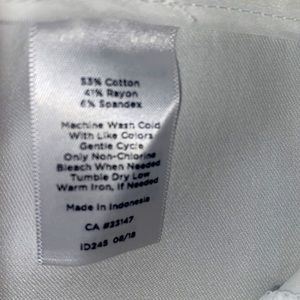 53% Cotton
41% Rayon
6% Spandex
Machine Wash Cold
With Like Colors
Gentle Cycle
Only Non-Chlorine
Bleach When Needed
Tumble Dry Low
Warm Iron, If Needed
Made in Indonesia
CA #33147
ID245 08/18